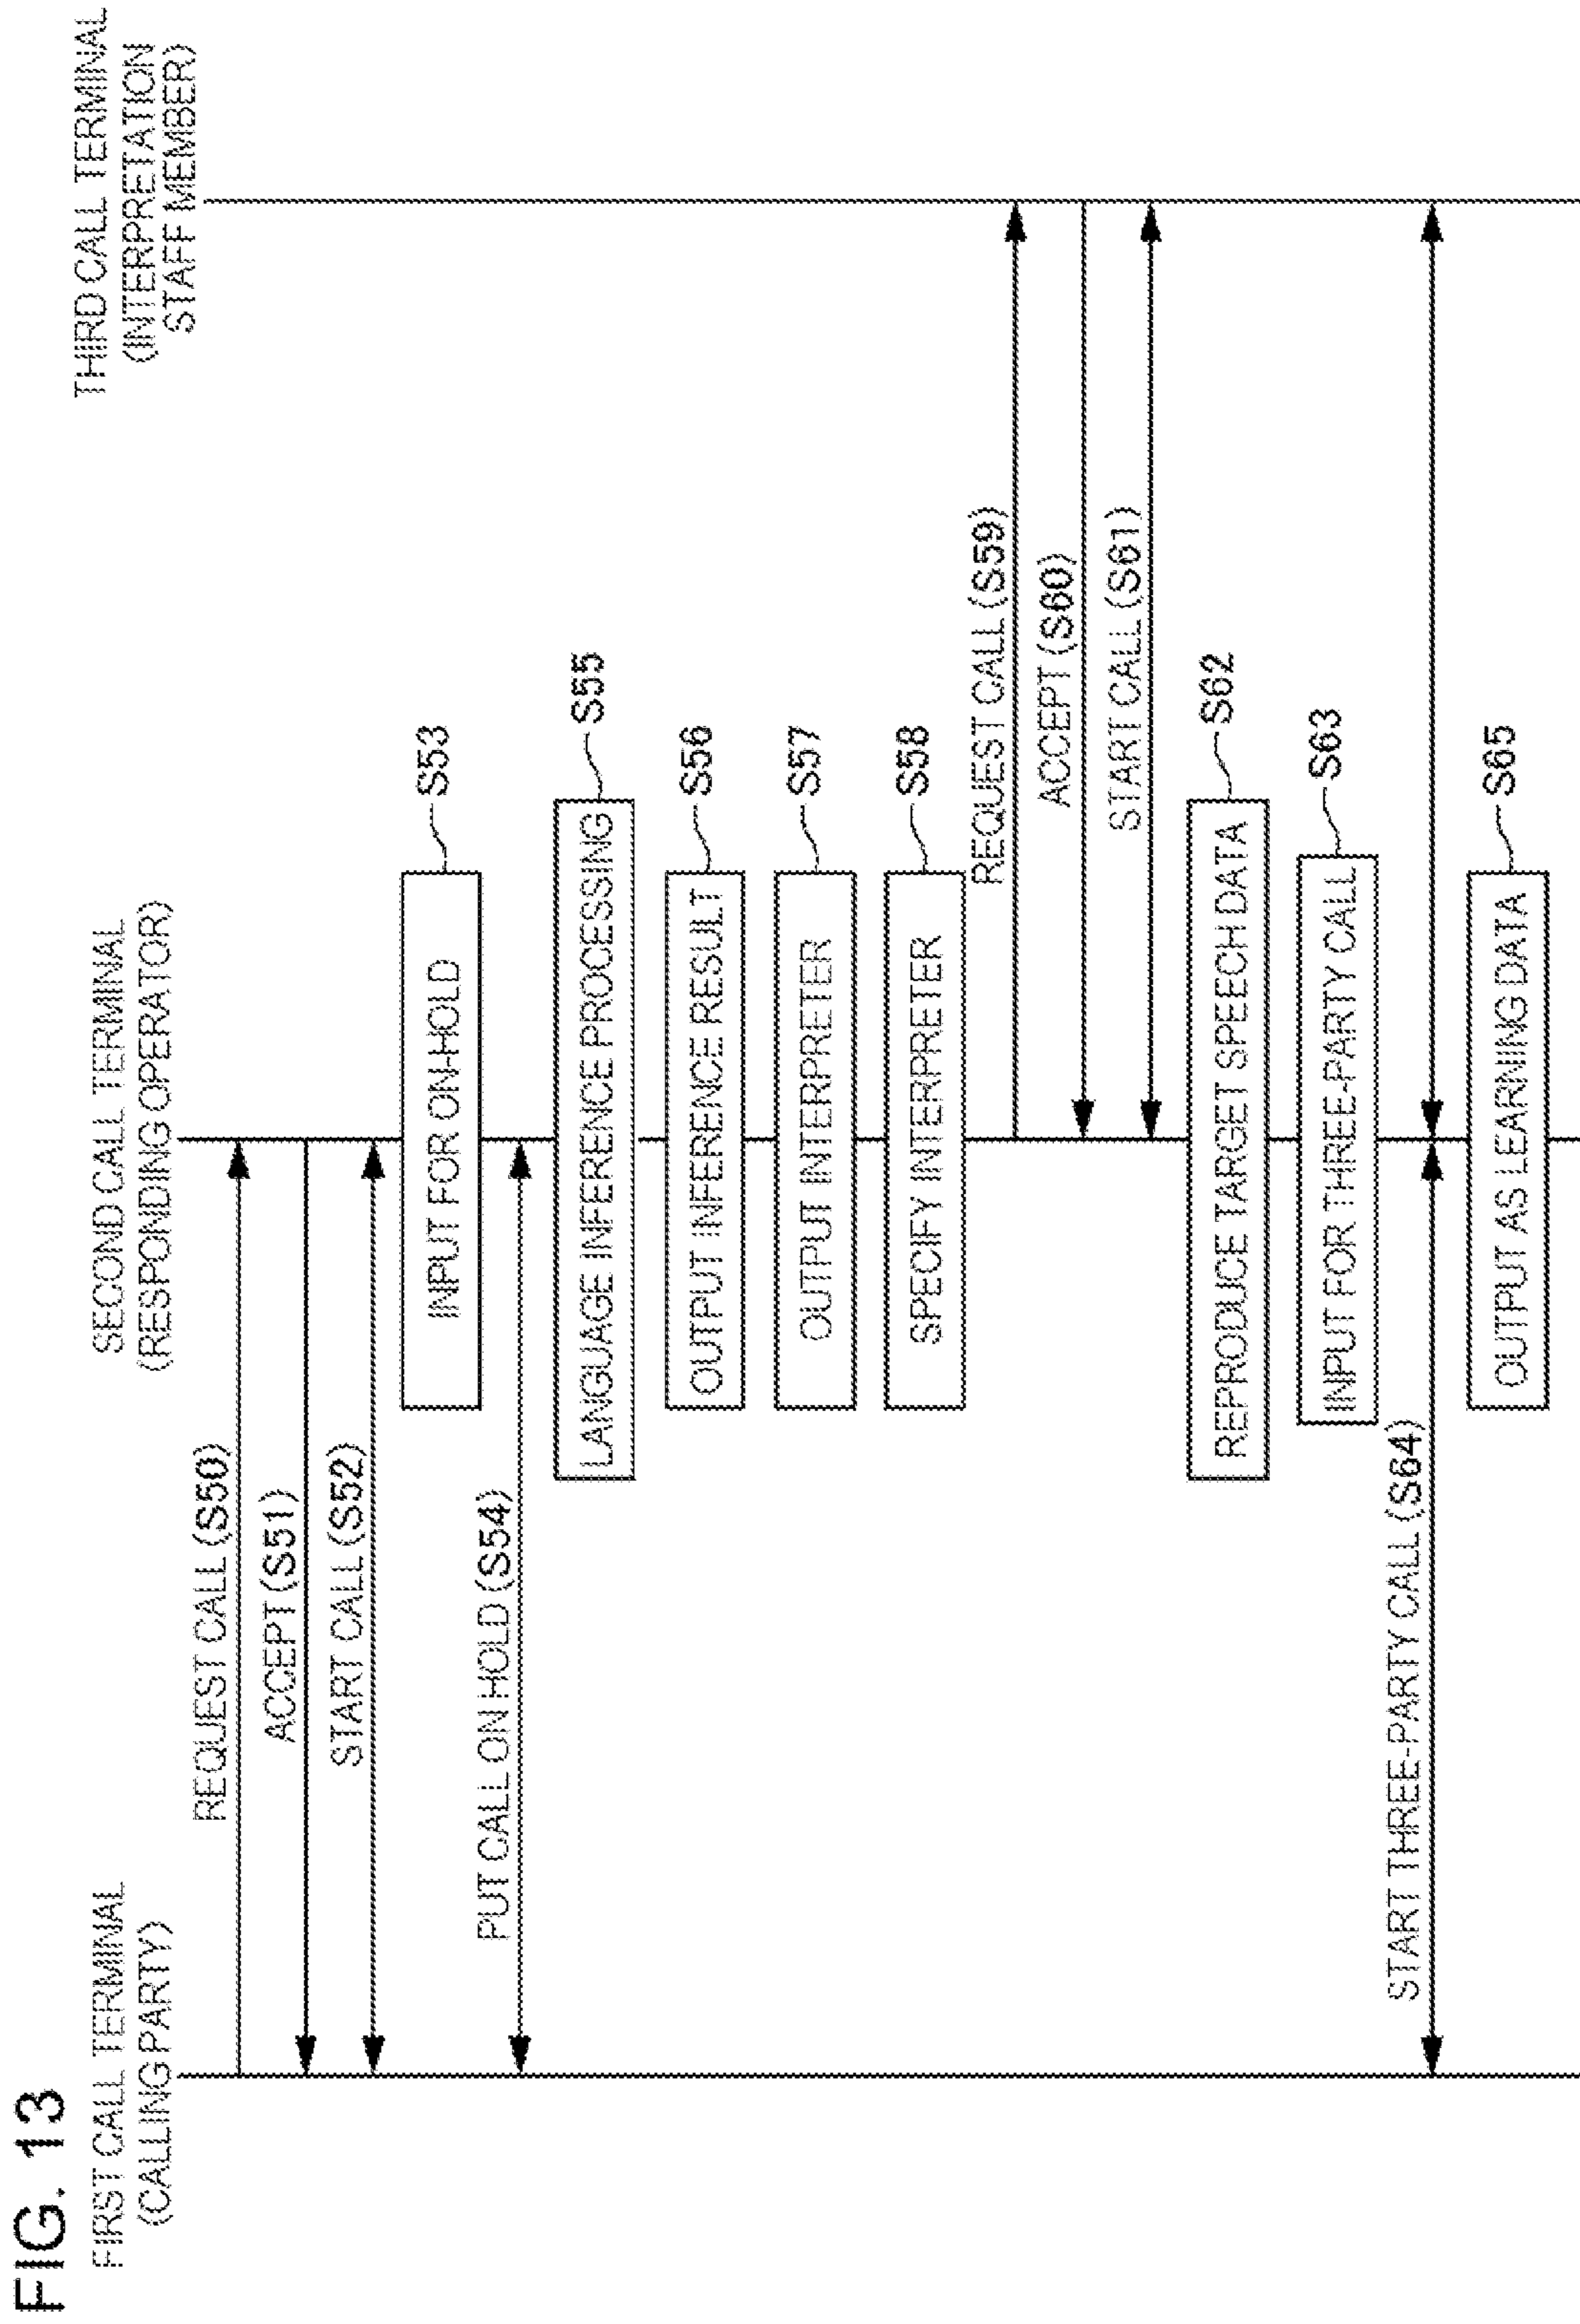 FIG. 13
FIRST CALL TERMINAL
(CALLING PARTY)
SECOND CALL TERMINAL
(RESPONDING OPERATOR)
THIRD CALL TERMINAL
(INTERPRETATION
STAFF MEMBER)
REQUEST CALL (S50)
ACCEPT (S51)
START CALL (S52)
INPUT FOR ON-HOLD
S53
PUT CALL ON HOLD (S54)
LANGUAGE INFERENCE PROCESSING
S55
OUTPUT INFERENCE RESULT
S56
OUTPUT INTERPRETER
S57
SPECIFY INTERPRETER
S58
REQUEST CALL (S59)
ACCEPT (S60)
START CALL (S61)
REPRODUCE TARGET SPEECH DATA
S62
INPUT FOR THREE-PARTY CALL
S63
START THREE-PARTY CALL (S64)
OUTPUT AS LEARNING DATA
S65